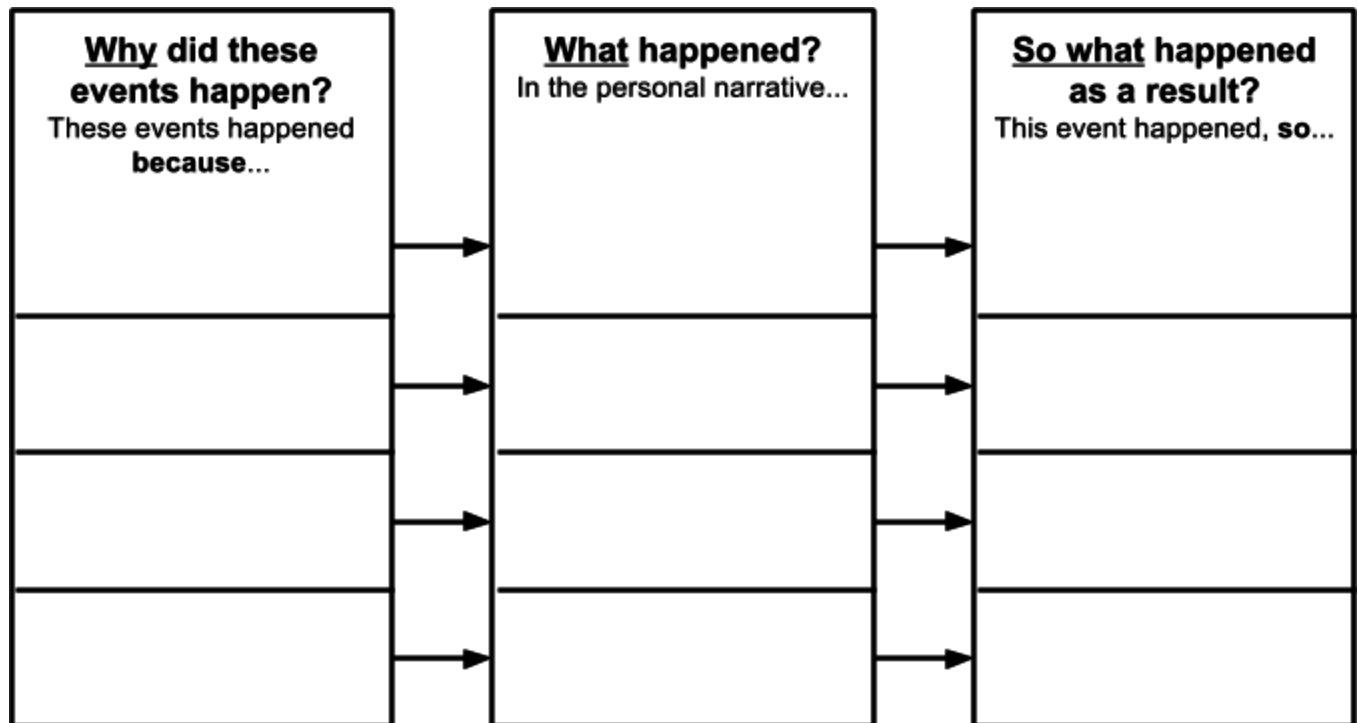 Why did these
events happen?
These events happened
because...
What happened?
In the personal narrative...
So what happened
as a result?
This event happened, so...